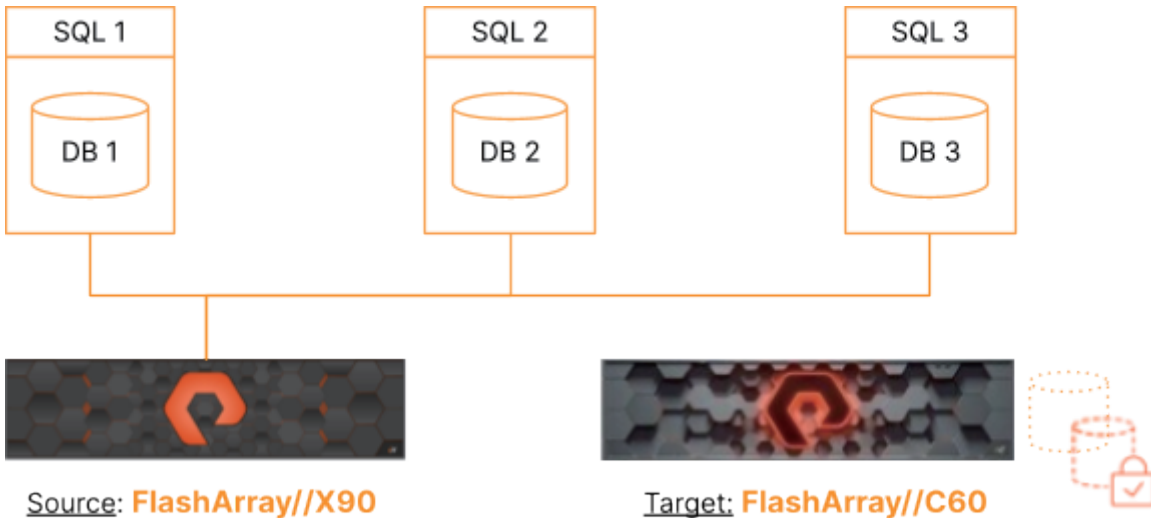 SQL 1
SQL 2
SQL 3
DB 1
DB 2
DB 3
Source: FlashArray//X90
Target: FlashArray//C60